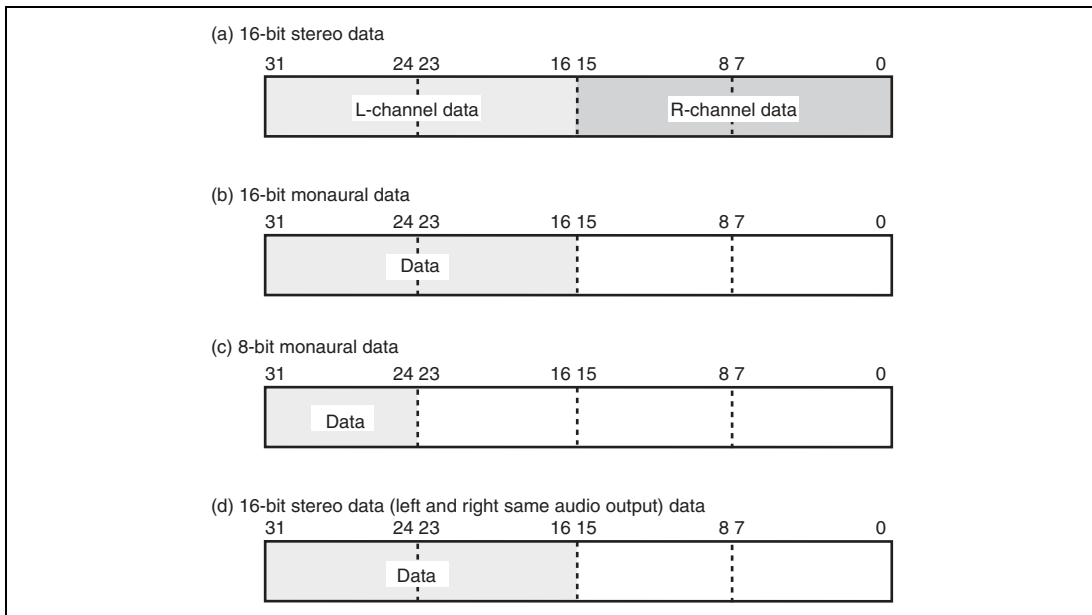 (a) 16-bit stereo data
31 24 23 16 15 8 7 0
L-channel data R-channel data
(b) 16-bit monaural data
31 24 23 16 15 8 7 0
Data
(c) 8-bit monaural data
31 24 23 16 15 8 7 0
Data
(d) 16-bit stereo data (left and right same audio output) data
31 24 23 16 15 8 7 0
Data